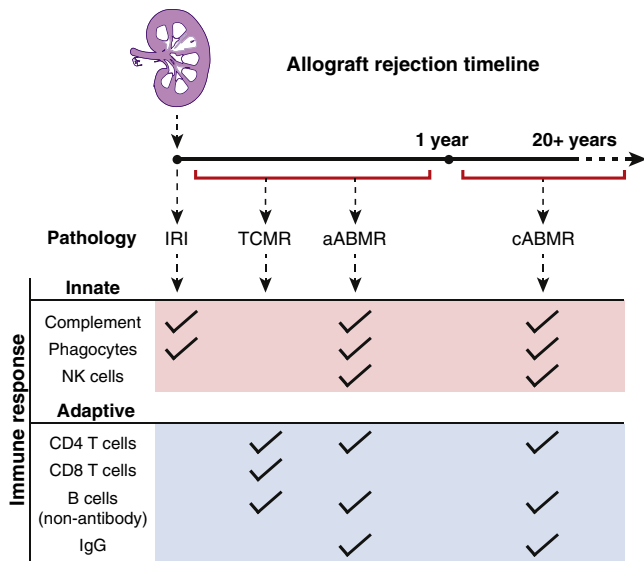 Allograft rejection timeline
1 year
20+ years
Pathology
IRI
TCMR
aABMR
cABMR
Immune response
Innate
Complement
Phagocytes
NK cells
Adaptive
CD4 T cells
CD8 T cells
B cells
(non-antibody)
IgG